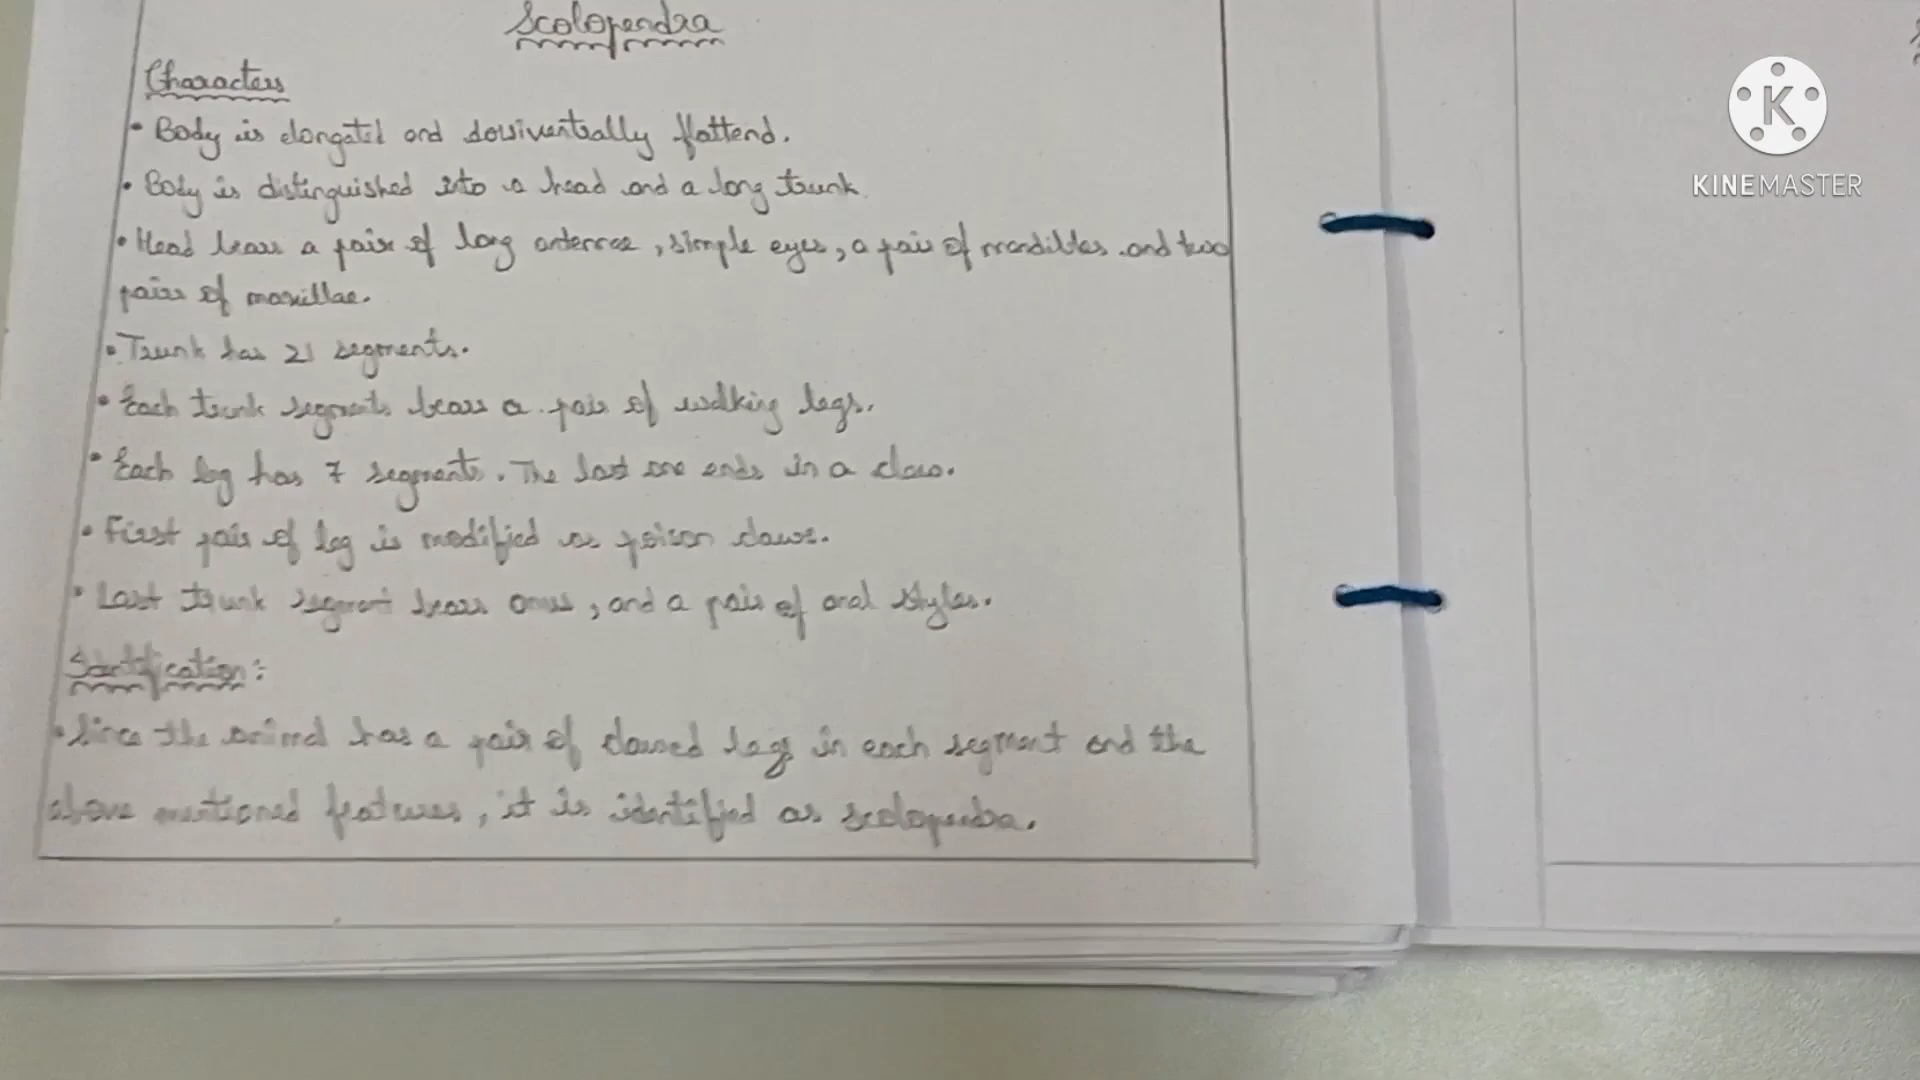 Scolopendra
Characters
• Body is elongated and dorsiventrally flattend.
• Body is distinguished into a head and a long trunk.
• Head bears a pair of long antennae, simple eyes, a pair of mandibles and two
pairs of maxillae.
• Trunk has 21 segments.
• Each trunk segments bears a pair of walking legs.
• Each leg has 7 segments. The last one ends in a claw.
• First pair of leg is modified as poison claws.
• Last trunk segment bears anus, and a pair of anal styles.
Identification:
• Since the animal has a pair of clawed legs in each segment and the
above mentioned features, it is identified as scolopendra.
K
KINEMASTER